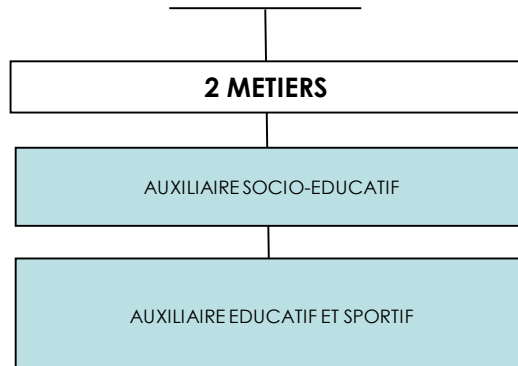 2 METIERS
AUXILIAIRE SOCIO-EDUCATIF
AUXILIAIRE EDUCATIF ET SPORTIF